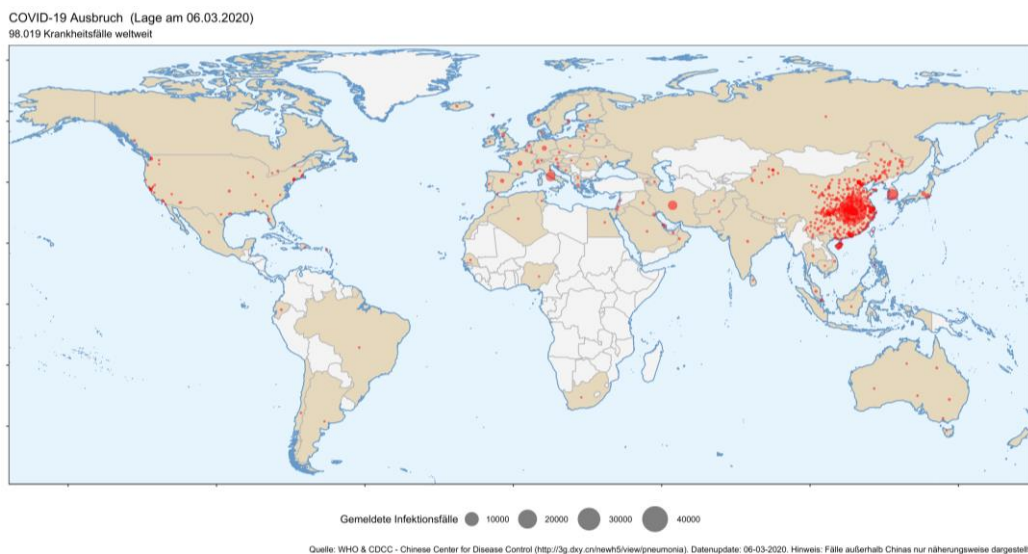 COVID-19 Ausbruch  (Lage am 06.03.2020)
98.019 Krankheitsfälle weltweit
Gemeldete Infektionsfälle 10000 20000 30000 40000
Quelle: WHO & CDCC - Chinese Center for Disease Control (http://3g.dxy.cn/newh5/view/pneumonia). Datenupdate: 06-03-2020. Hinweis: Fälle außerhalb Chinas nur näherungsweise dargestell